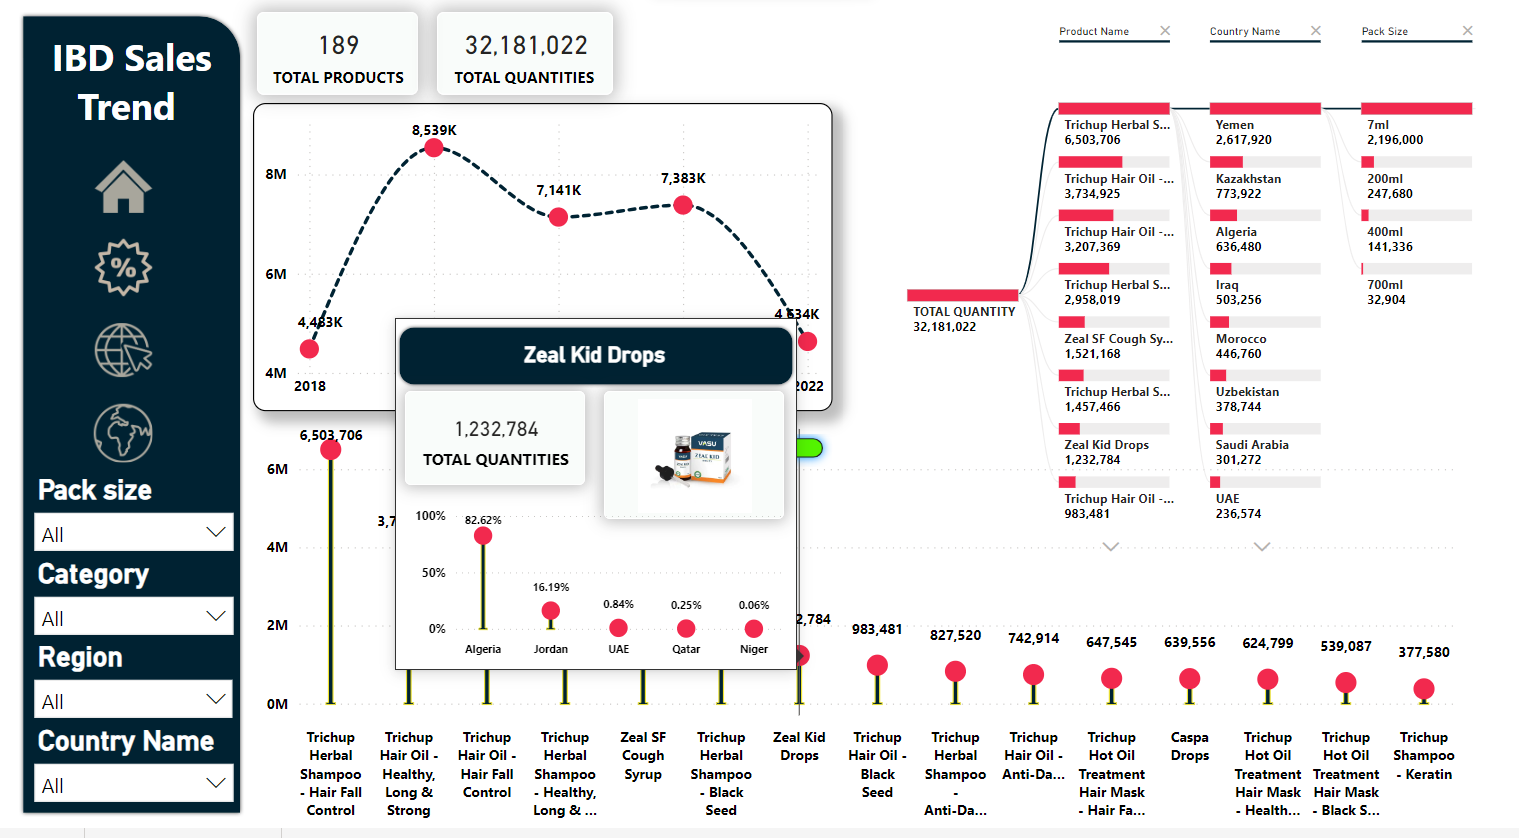 IBD Sales
Trend
Pack size
All
Category
All
Region
All
Country Name
All
189
TOTAL PRODUCTS
32,181,022
TOTAL QUANTITIES
8M
6M
4M
4,483K
8,539K
7,141K
7,383K
4,634K
2018
2022
Product Name
Country Name
Pack Size
TOTAL QUANTITY
32,181,022
Trichup Herbal S...
6,503,706
Trichup Hair Oil -...
3,734,925
Trichup Hair Oil -...
3,207,369
Trichup Herbal S...
2,958,019
Zeal SF Cough Sy...
1,521,168
Trichup Herbal S...
1,457,466
Zeal Kid Drops
1,232,784
Trichup Hair Oil -...
983,481
Yemen
2,617,920
Kazakhstan
773,922
Algeria
636,480
Iraq
503,256
Morocco
446,760
Uzbekistan
378,744
Saudi Arabia
301,272
UAE
236,574
7ml
2,196,000
200ml
247,680
400ml
141,336
700ml
32,904
Zeal Kid Drops
1,232,784
TOTAL QUANTITIES
VASU
ZEAL KID
100%
50%
0%
82.62%
16.19%
0.84%
0.25%
0.06%
Algeria
Jordan
UAE
Qatar
Niger
6M
4M
2M
0M
6,503,706
3,7
2,784
983,481
827,520
742,914
647,545
639,556
624,799
539,087
377,580
Trichup
Herbal
Shampoo
- Hair Fall
Control
Trichup
Hair Oil -
Healthy,
Long &
Strong
Trichup
Hair Oil -
Hair Fall
Control
Trichup
Herbal
Shampoo
- Healthy,
Long & ...
Zeal SF
Cough
Syrup
Trichup
Herbal
Shampoo
- Black
Seed
Zeal Kid
Drops
Trichup
Hair Oil -
Black
Seed
Trichup
Herbal
Shampoo
-
Anti-Da...
Trichup
Hair Oil -
Anti-Da...
Trichup
Hot Oil
Treatment
Hair Mask
- Hair Fa...
Caspa
Drops
Trichup
Hot Oil
Treatment
Hair Mask
- Health...
Trichup
Hot Oil
Treatment
Hair Mask
- Black S...
Trichup
Shampoo
- Keratin